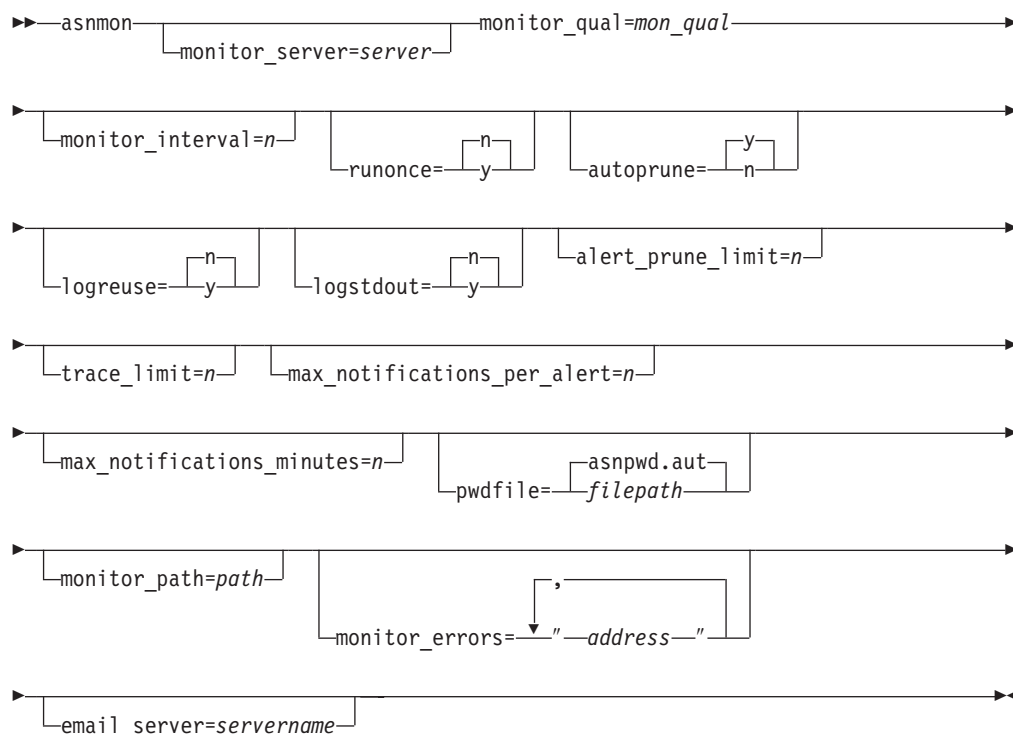 asnmon monitor_server=server monitor_qual=mon_qual
monitor_interval=n runonce= n y autoprune= y n
logreuse= n y logstdout= n y alert_prune_limit=n
trace_limit=n max_notifications_per_alert=n
max_notifications_minutes=n pwdfile= asnpwd.aut filepath
monitor_path=path monitor_errors= , " address "
email_server=servername